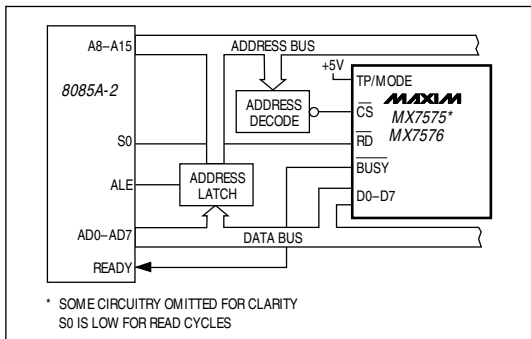 A8–A15
ADDRESS BUS
+5V
TP/MODE
8085A-2
MAXIM
ADDRESS
DECODE
CS
MX7575*
MX7576
S0
RD
BUSY
ADDRESS
LATCH
ALE
D0–D7
AD0–AD7
DATA BUS
READY
* SOME CIRCUITRY OMITTED FOR CLARITY
S0 IS LOW FOR READ CYCLES